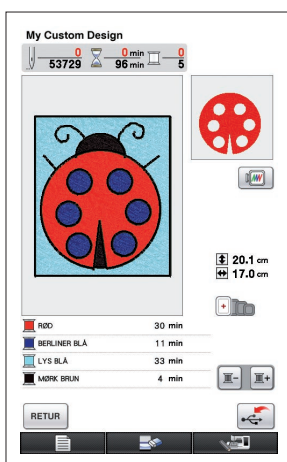 My Custom Design
0 0 min 0
53729 96 min 5
20.1 cm
17.0 cm
RØD 30 min
BERLINER BLÅ 11 min
LYS BLÅ 33 min
MØRK BRUN 4 min
RETUR